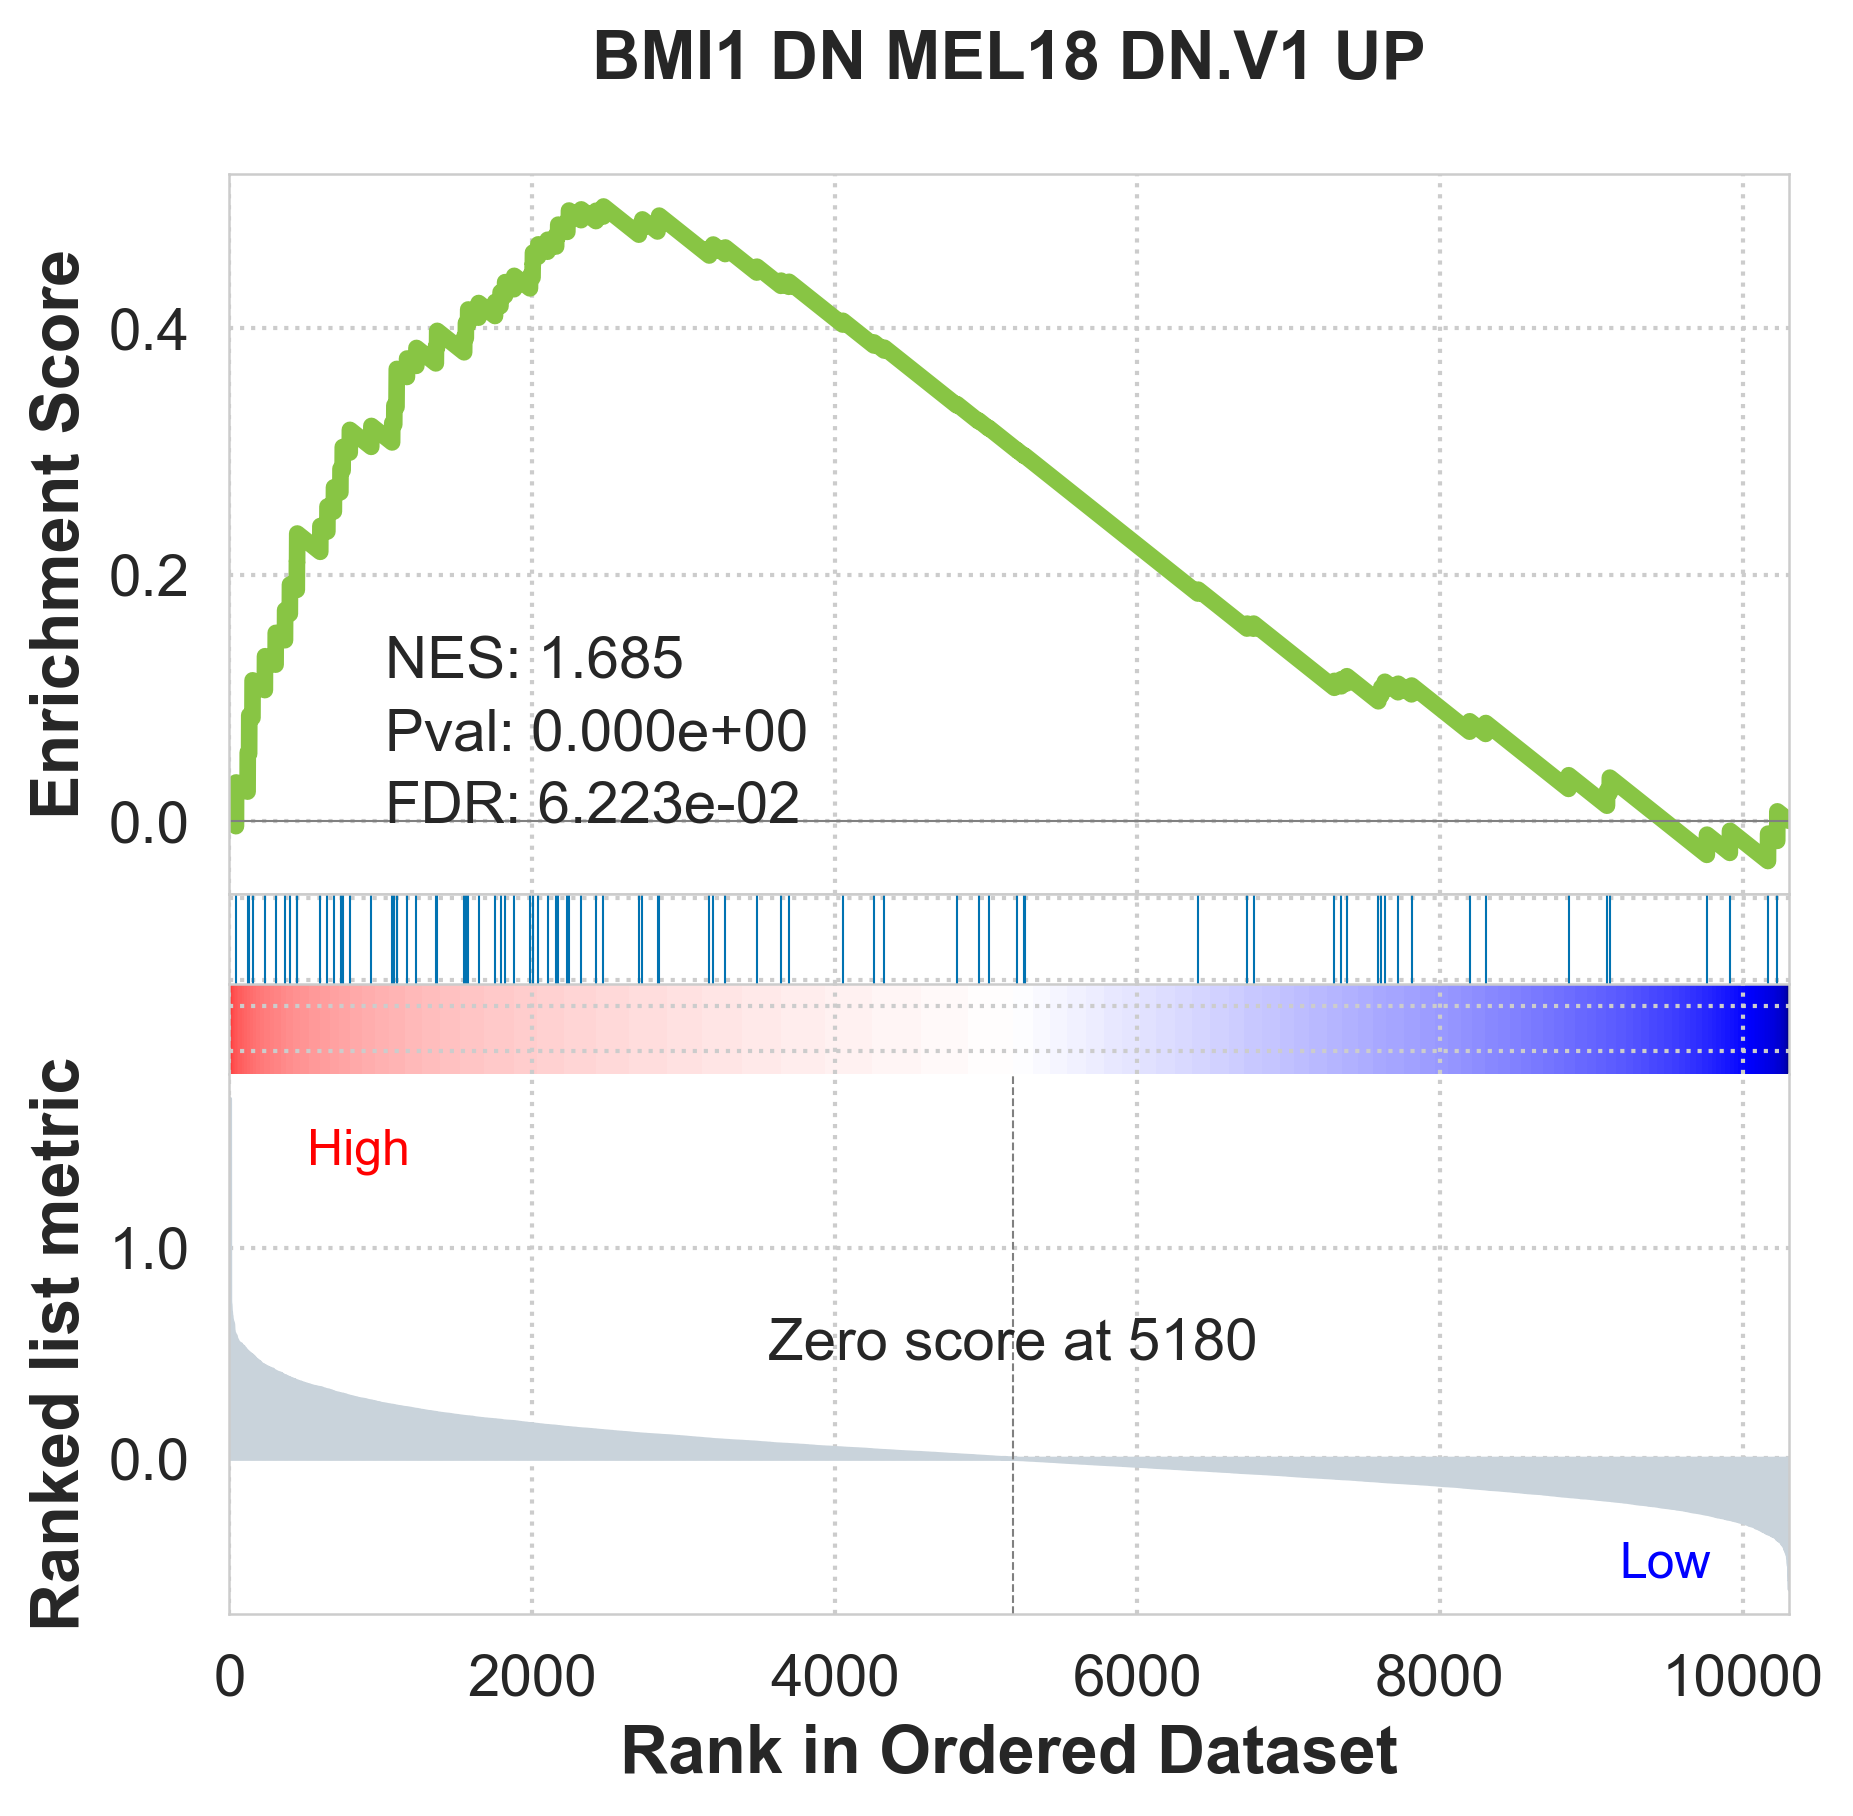 BMI1 DN MEL18 DN.V1 UP
Enrichment Score
0.4
0.2
0.0
NES: 1.685
Pval: 0.000e+00
FDR: 6.223e-02
Ranked list metric
High
1.0
Zero score at 5180
0.0
Low
0 2000 4000 6000 8000 10000
Rank in Ordered Dataset